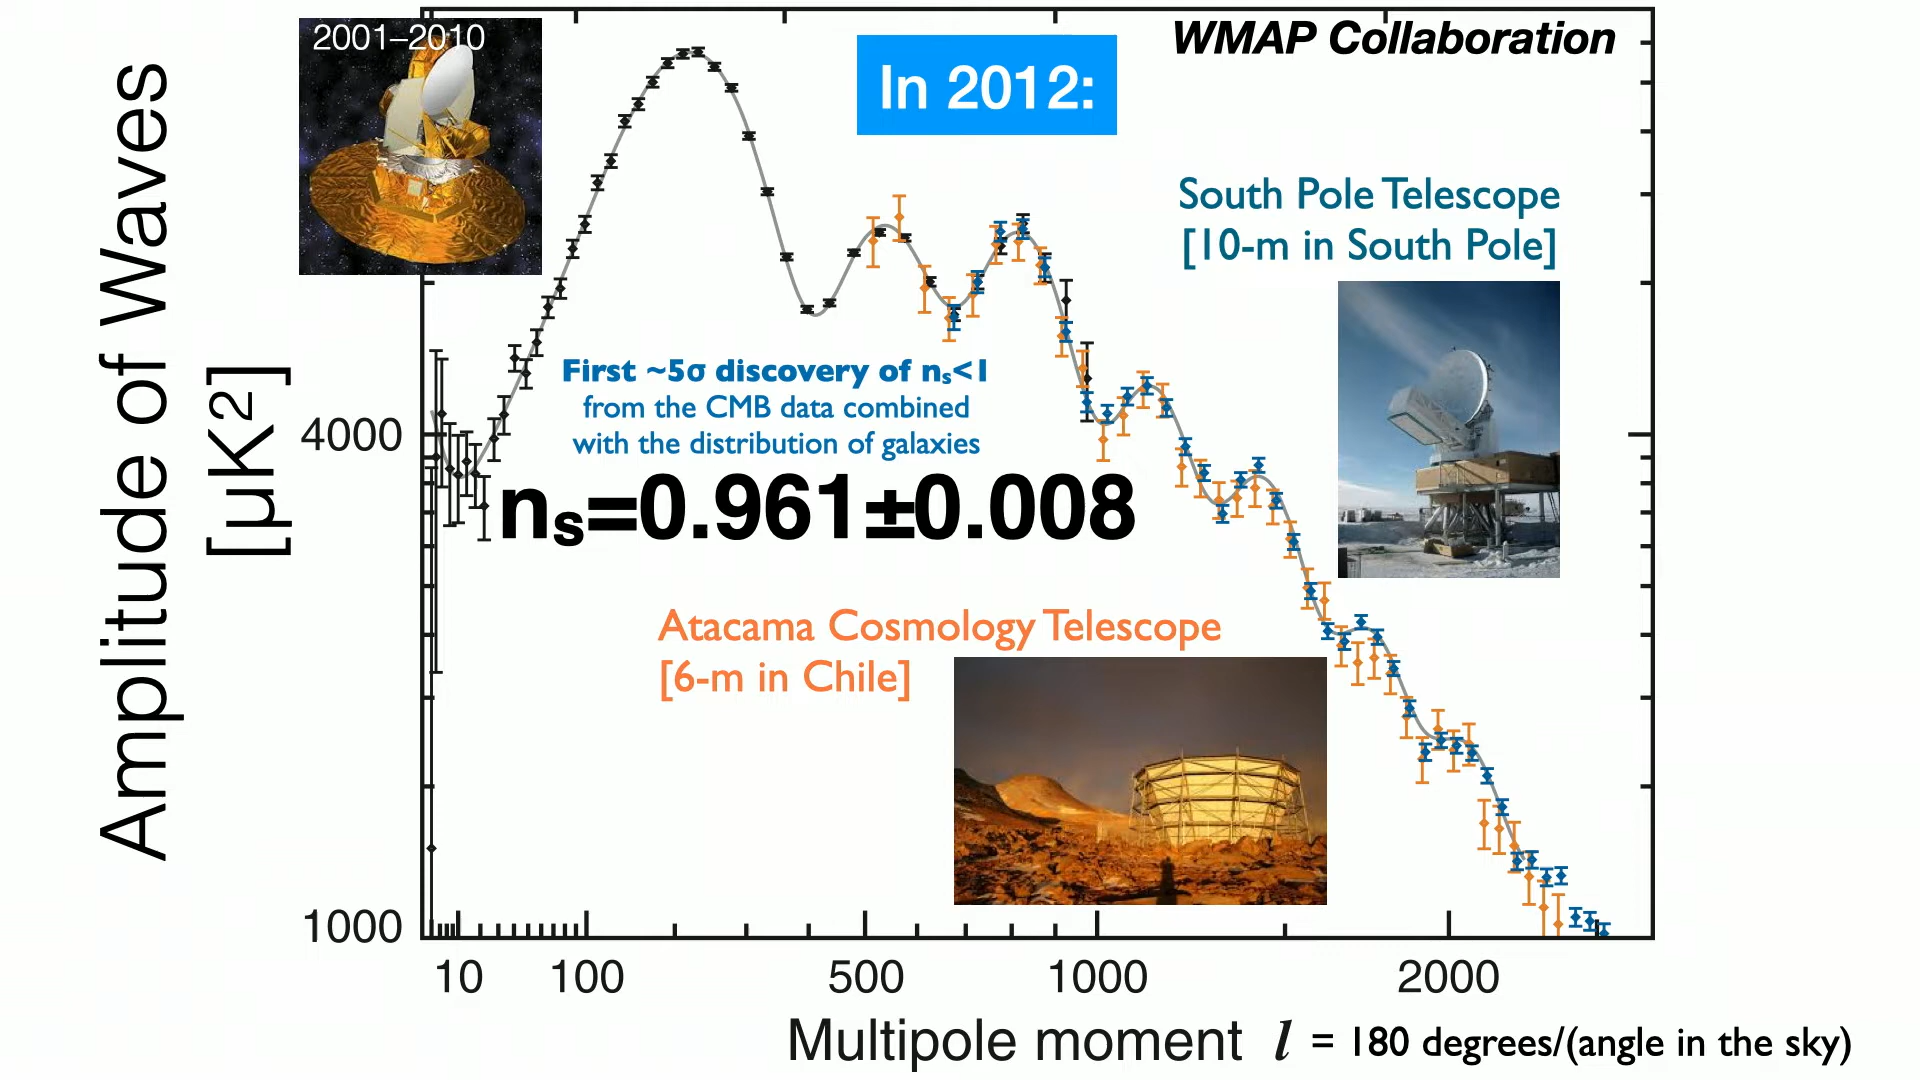 2001–2010
WMAP Collaboration
In 2012:
Amplitude of Waves
[μK2]
South Pole Telescope
[10-m in South Pole]
First ~5σ discovery of ns<1
from the CMB data combined
with the distribution of galaxies
ns=0.961±0.008
Atacama Cosmology Telescope
[6-m in Chile]
4000
1000
10 100 500 1000 2000
Multipole moment l = 180 degrees/(angle in the sky)